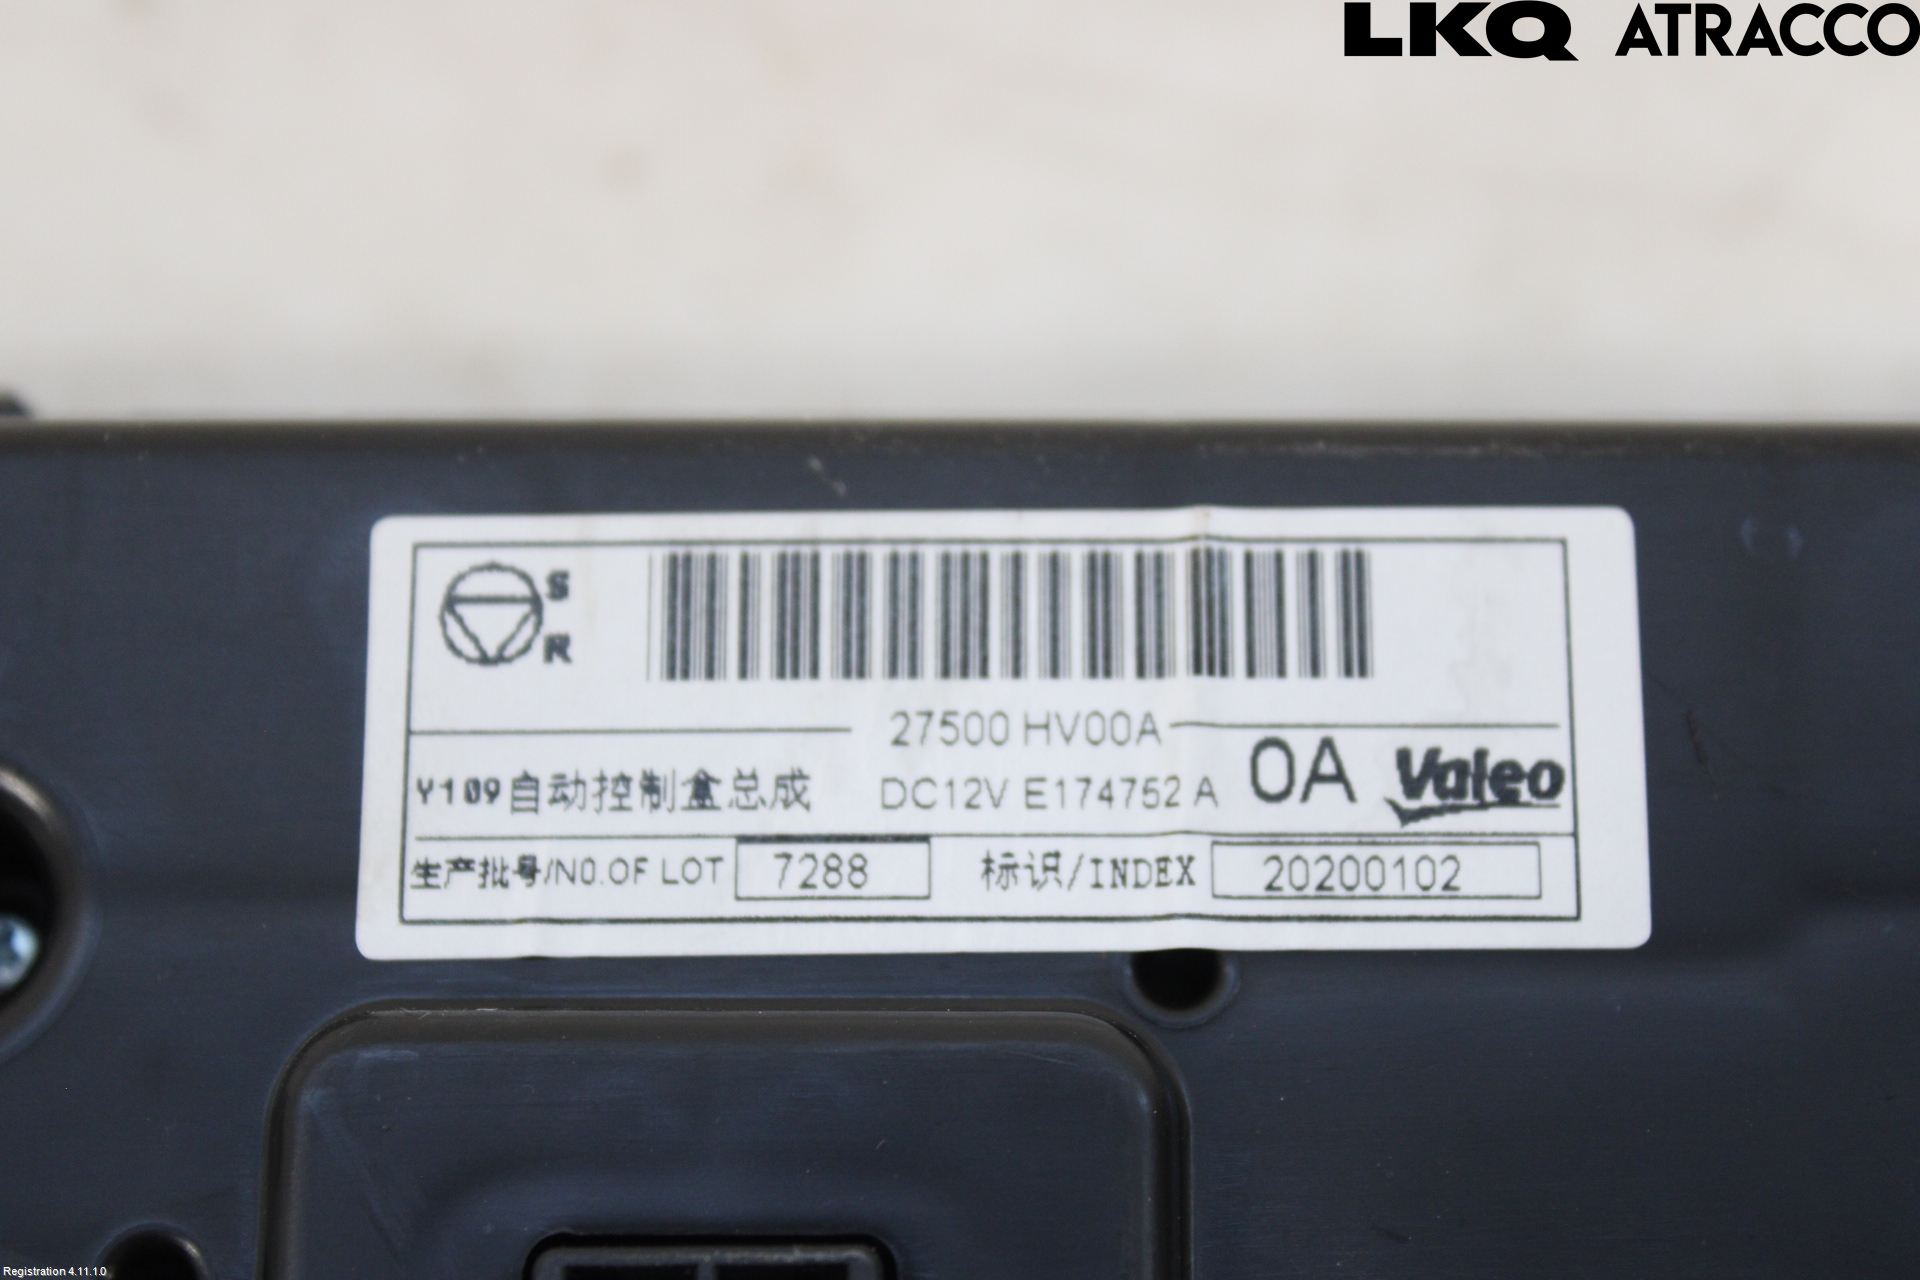 LKQ ATRACCO
S
R
27500 HV00A
Y109自动控制盒总成 DC12V E174752 A 0A Valeo
生产批号/NO.OF LOT 7288 标识/INDEX 20200102
Registration 4.11.1.0